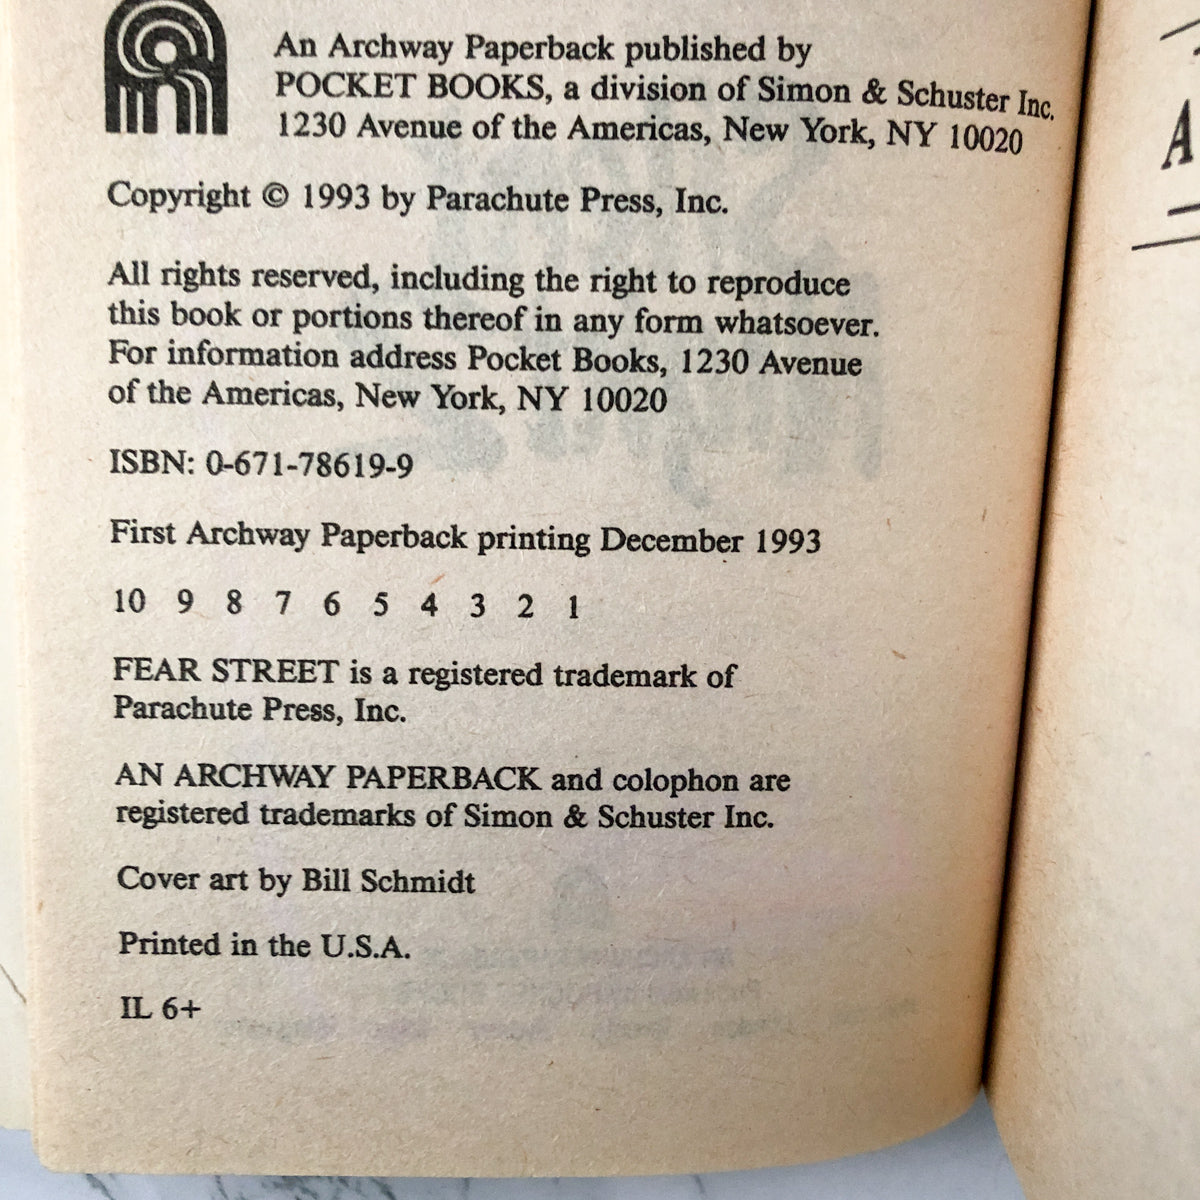 An Archway Paperback published by
POCKET BOOKS, a division of Simon & Schuster Inc.
1230 Avenue of the Americas, New York, NY 10020
Copyright © 1993 by Parachute Press, Inc.
All rights reserved, including the right to reproduce
this book or portions thereof in any form whatsoever.
For information address Pocket Books, 1230 Avenue
of the Americas, New York, NY 10020
ISBN: 0-671-78619-9
First Archway Paperback printing December 1993
10 9 8 7 6 5 4 3 2 1
FEAR STREET is a registered trademark of
Parachute Press, Inc.
AN ARCHWAY PAPERBACK and colophon are
registered trademarks of Simon & Schuster Inc.
Cover art by Bill Schmidt
Printed in the U.S.A.
IL 6+
A